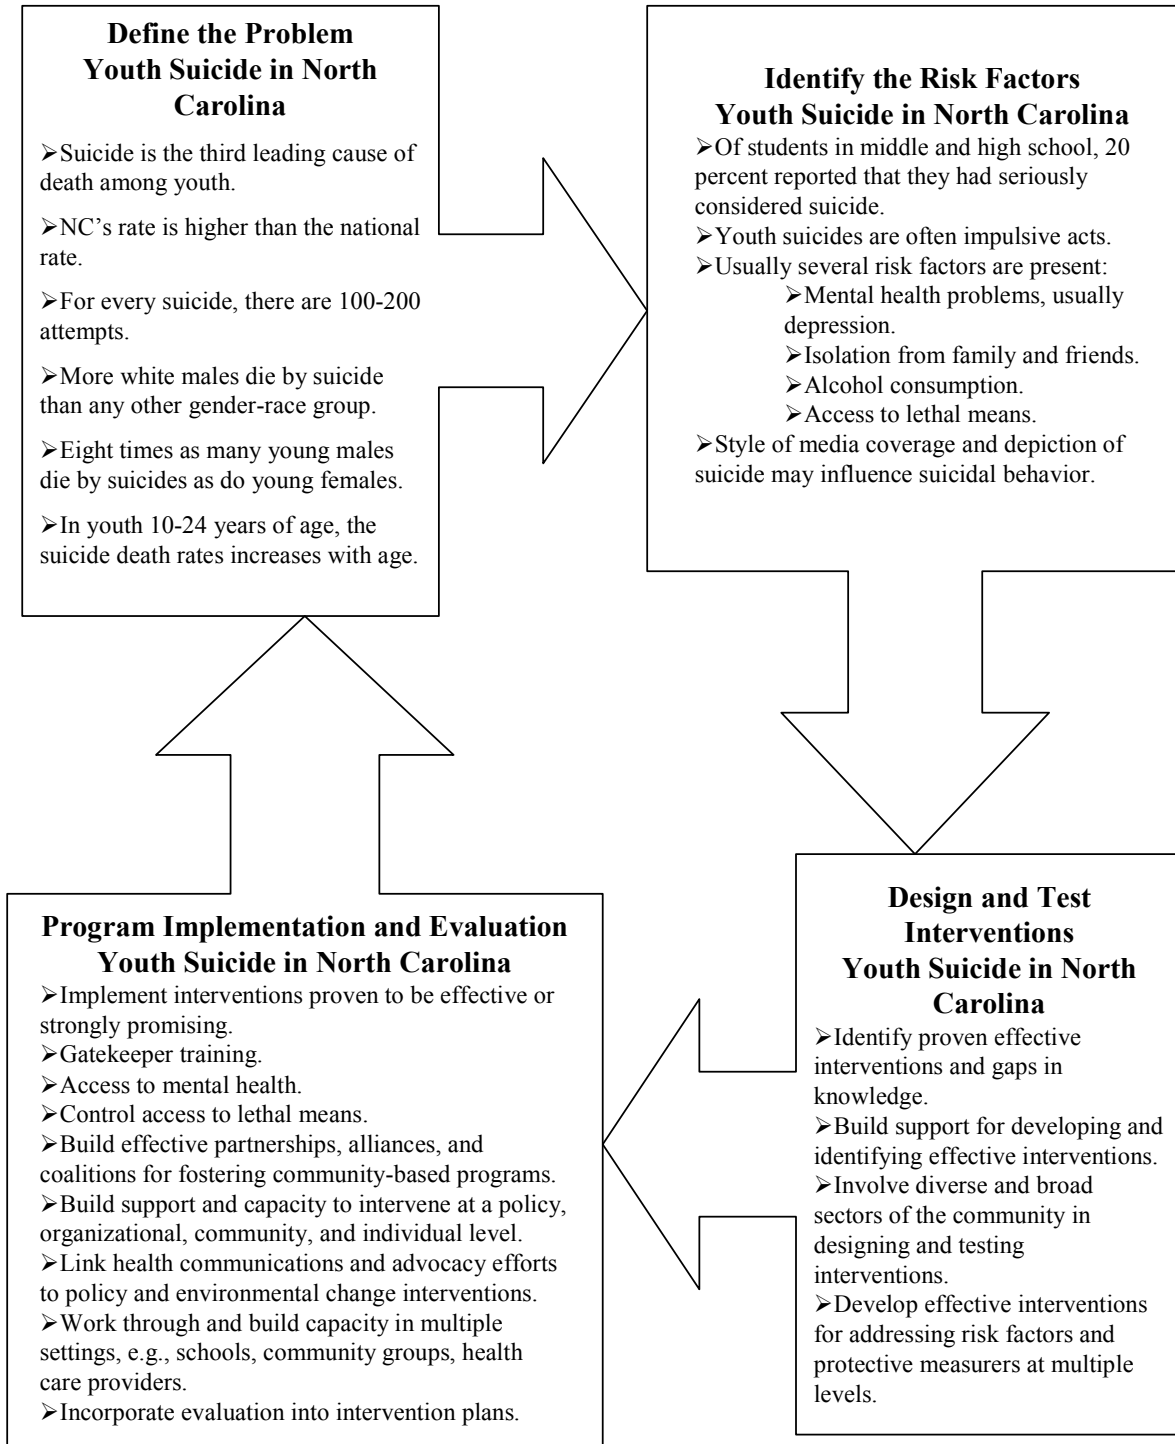 Define the Problem
Youth Suicide in North
Carolina
➢Suicide is the third leading cause of
death among youth.
➢NC’s rate is higher than the national
rate.
➢For every suicide, there are 100-200
attempts.
➢More white males die by suicide
than any other gender-race group.
➢Eight times as many young males
die by suicides as do young females.
➢In youth 10-24 years of age, the
suicide death rates increases with age.
Identify the Risk Factors
Youth Suicide in North Carolina
➢Of students in middle and high school, 20
percent reported that they had seriously
considered suicide.
➢Youth suicides are often impulsive acts.
➢Usually several risk factors are present:
➢Mental health problems, usually
depression.
➢Isolation from family and friends.
➢Alcohol consumption.
➢Access to lethal means.
➢Style of media coverage and depiction of
suicide may influence suicidal behavior.
Design and Test
Interventions
Youth Suicide in North
Carolina
➢Identify proven effective
interventions and gaps in
knowledge.
➢Build support for developing and
identifying effective interventions.
➢Involve diverse and broad
sectors of the community in
designing and testing
interventions.
➢Develop effective interventions
for addressing risk factors and
protective measurers at multiple
levels.
Program Implementation and Evaluation
Youth Suicide in North Carolina
➢Implement interventions proven to be effective or
strongly promising.
➢Gatekeeper training.
➢Access to mental health.
➢Control access to lethal means.
➢Build effective partnerships, alliances, and
coalitions for fostering community-based programs.
➢Build support and capacity to intervene at a policy,
organizational, community, and individual level.
➢Link health communications and advocacy efforts
to policy and environmental change interventions.
➢Work through and build capacity in multiple
settings, e.g., schools, community groups, health
care providers.
➢Incorporate evaluation into intervention plans.